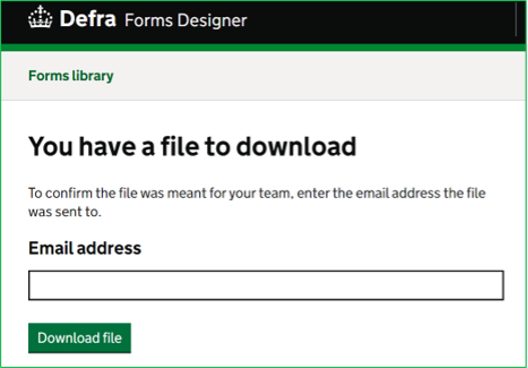 Defra Forms Designer
Forms library
You have a file to download
To confirm the file was meant for your team, enter the email address the file
was sent to.
Email address
Download file